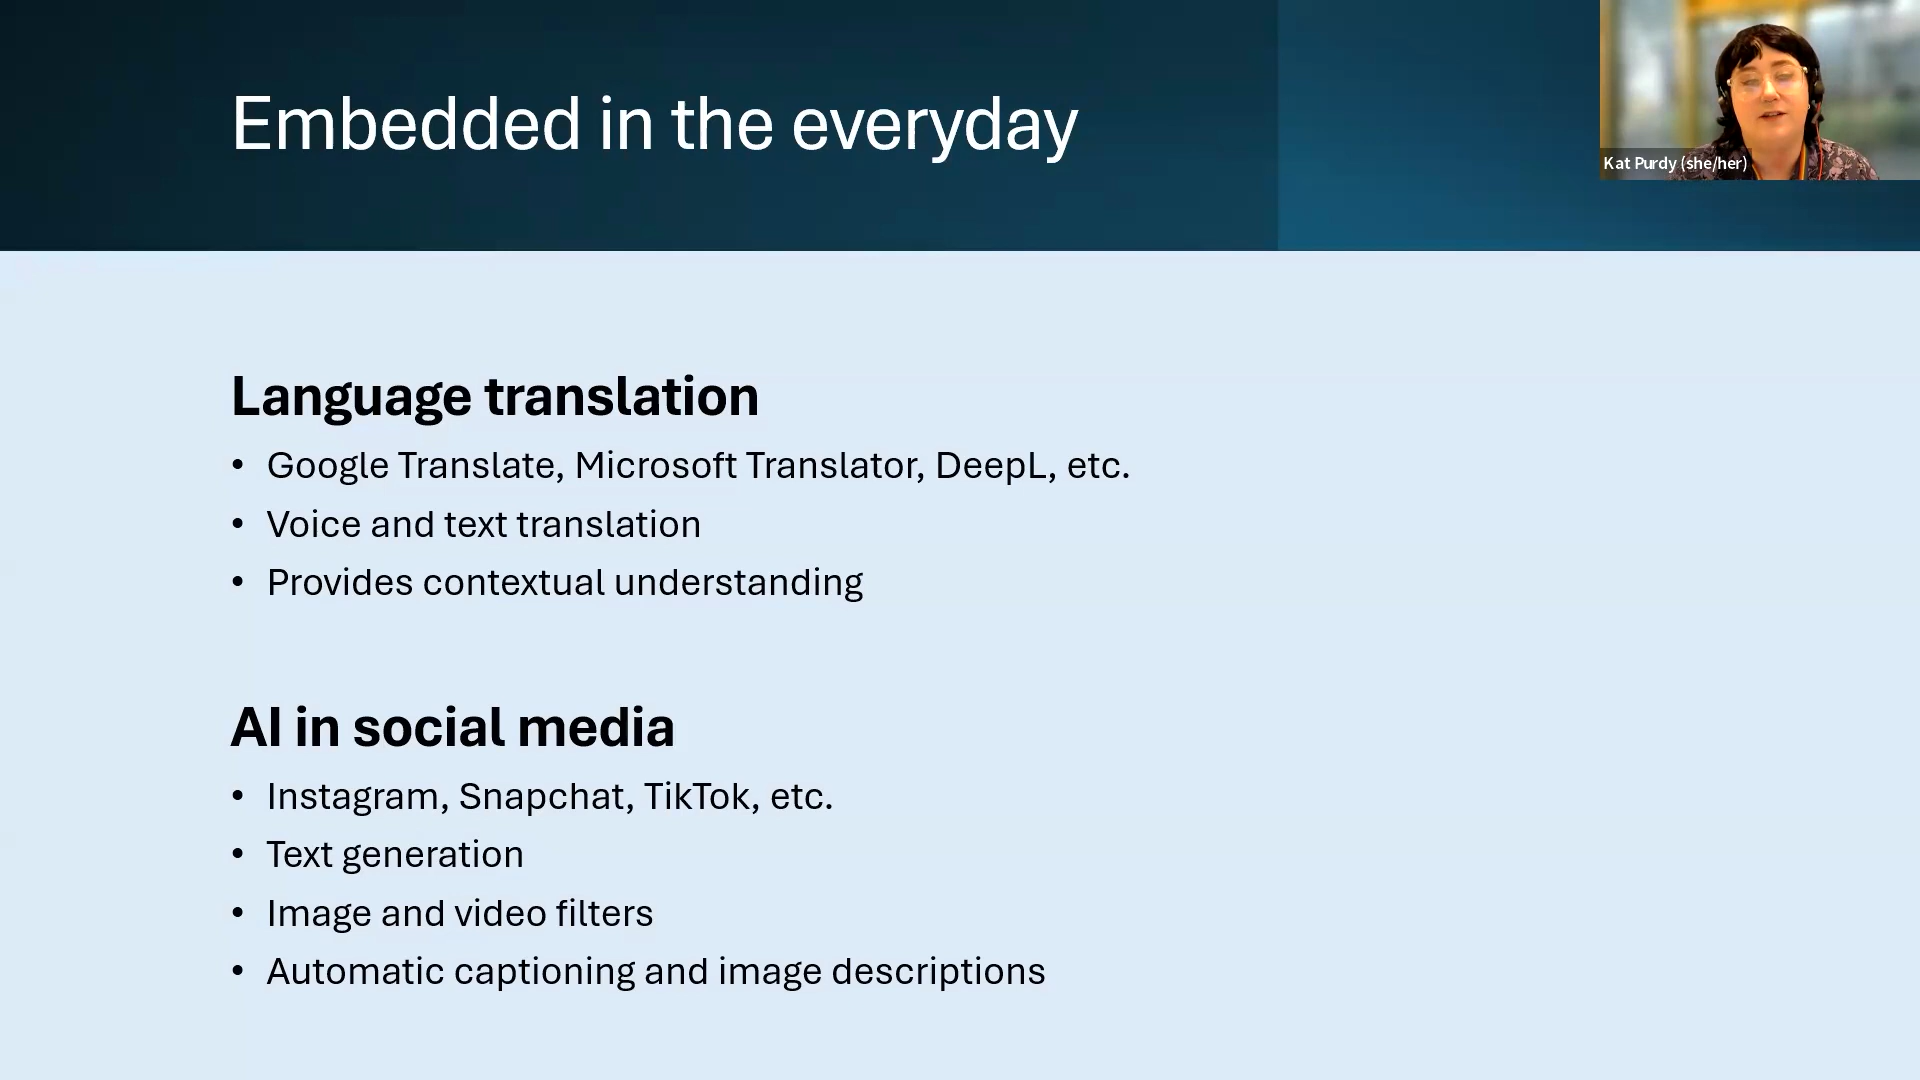 Embedded in the everyday
Kat Purdy (she/her)
Language translation
• Google Translate, Microsoft Translator, DeepL, etc.
• Voice and text translation
• Provides contextual understanding
AI in social media
• Instagram, Snapchat, TikTok, etc.
• Text generation
• Image and video filters
• Automatic captioning and image descriptions